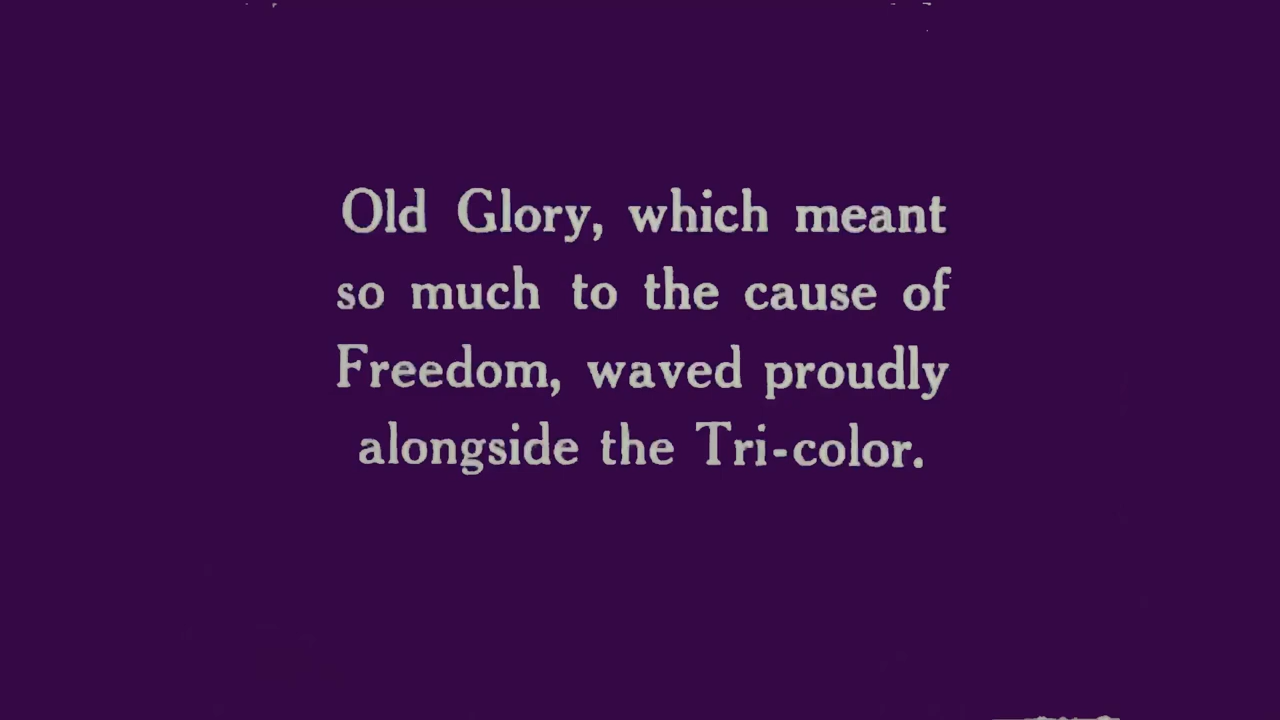 Old Glory, which meant
so much to the cause of
Freedom, waved proudly
alongside the Tri-color.